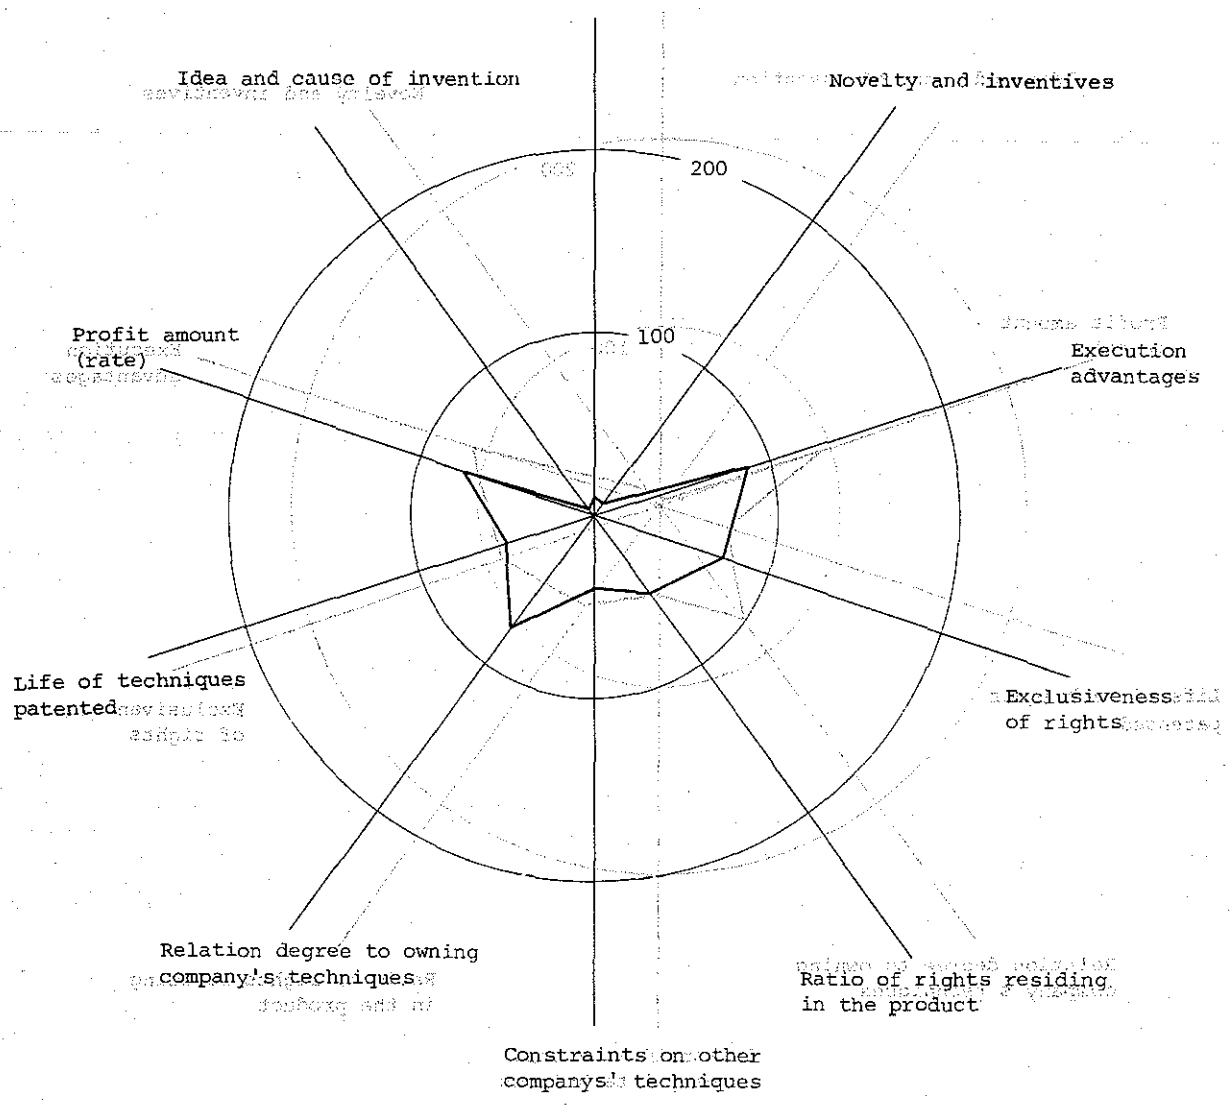 Idea and cause of invention
Novelty and inventives
200
100
Profit amount
(rate)
Execution
advantages
Life of techniques
patented
Exclusiveness
of rights
Relation degree to owning
company's techniques
Ratio of rights residing
in the product
Constraints on other
companys' techniques